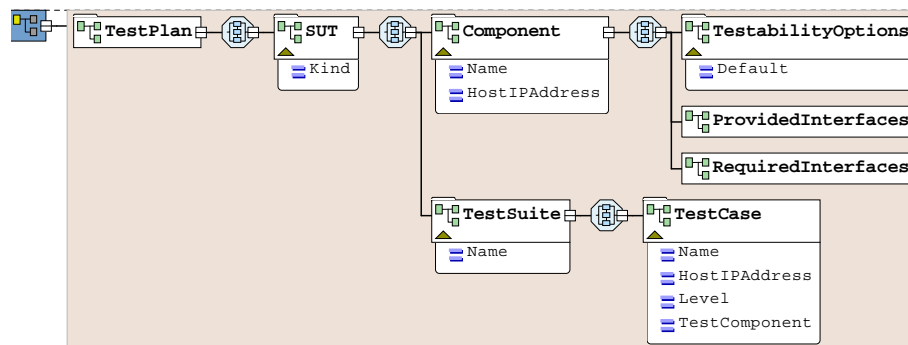 TestPlan
SUT
Kind
Component
Name
HostIPAddress
TestabilityOptions
Default
ProvidedInterfaces
RequiredInterfaces
TestSuite
Name
TestCase
Name
HostIPAddress
Level
TestComponent